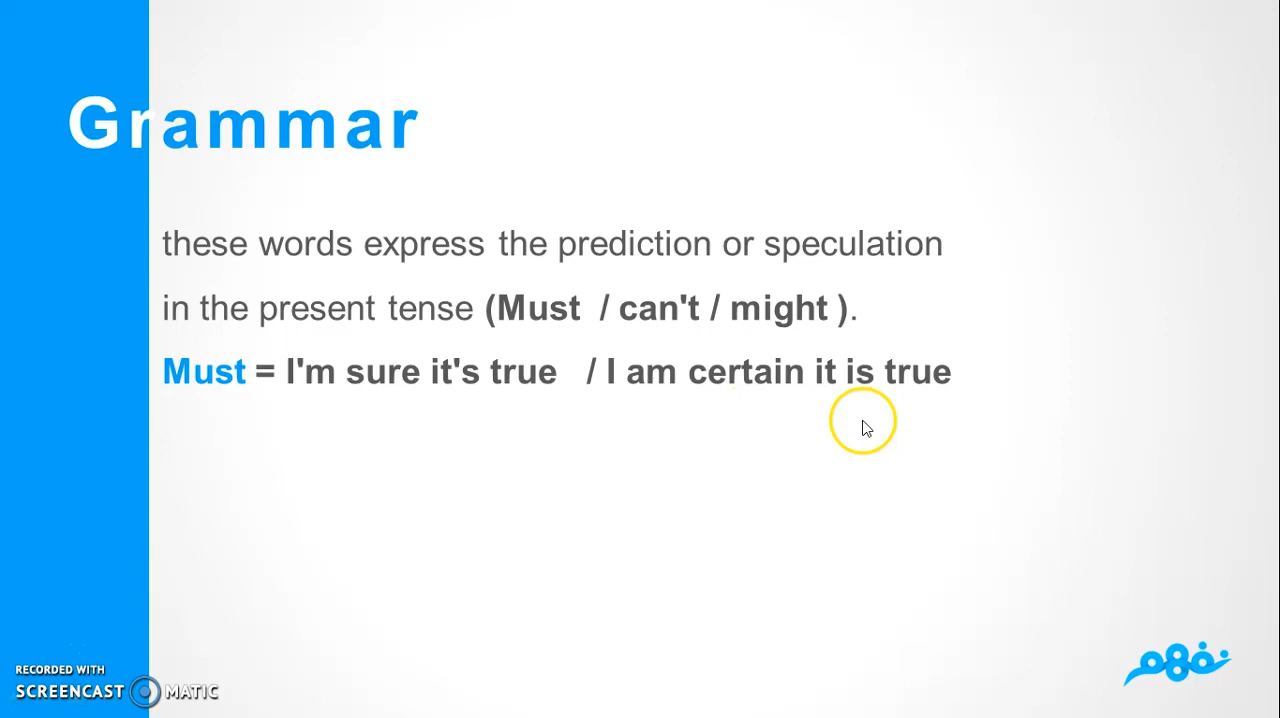 Grammar
these words express the prediction or speculation
in the present tense (Must / can't / might ).
Must = I'm sure it's true / I am certain it is true
RECORDED WITH
SCREENCAST MATIC
نفهم